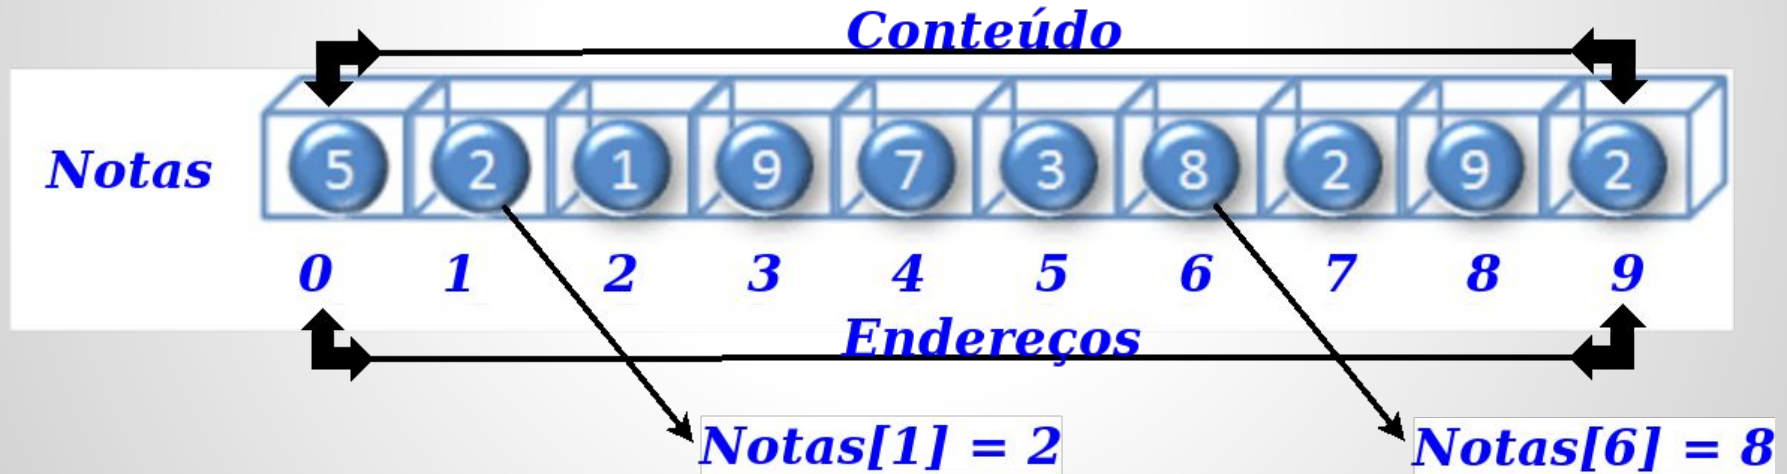 Conteúdo
Notas 5 2 1 9 7 3 8 2 9 2
0 1 2 3 4 5 6 7 8 9
Endereços
Notas[1] = 2 Notas[6] = 8